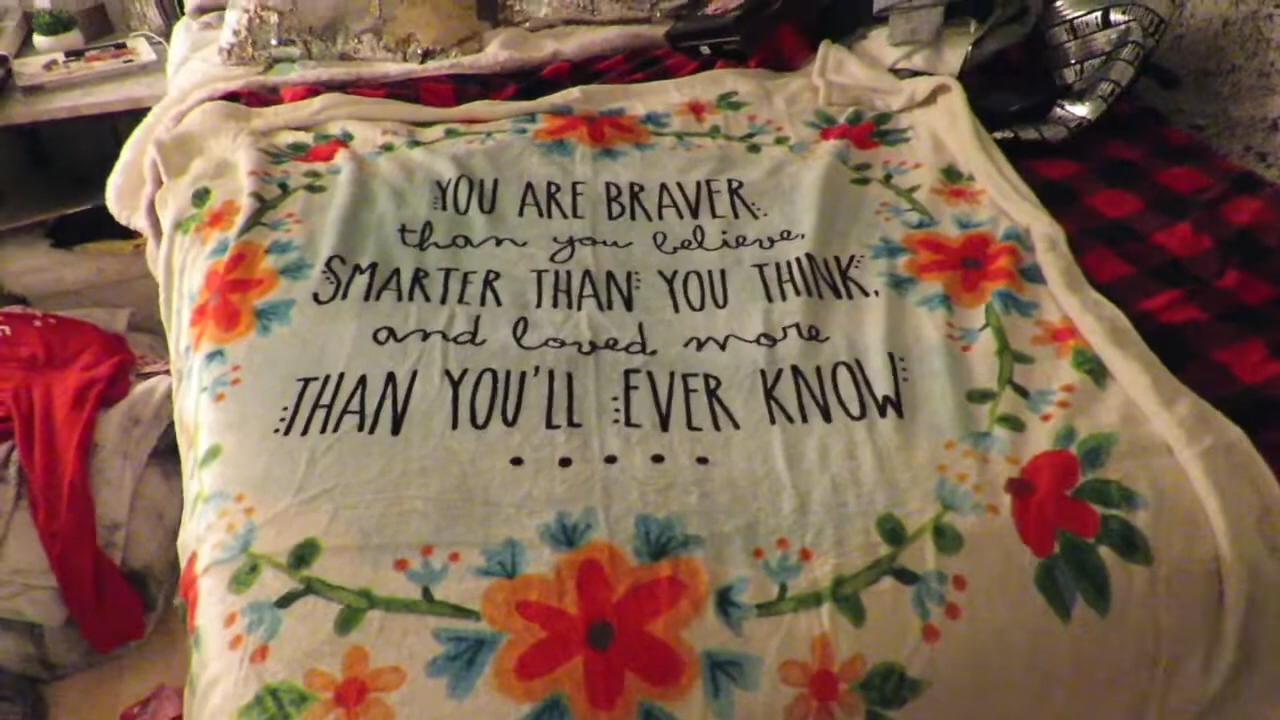 YOU ARE BRAVER
than you believe,
SMARTER THAN YOU THINK,
and loved more
THAN YOU'LL EVER KNOW